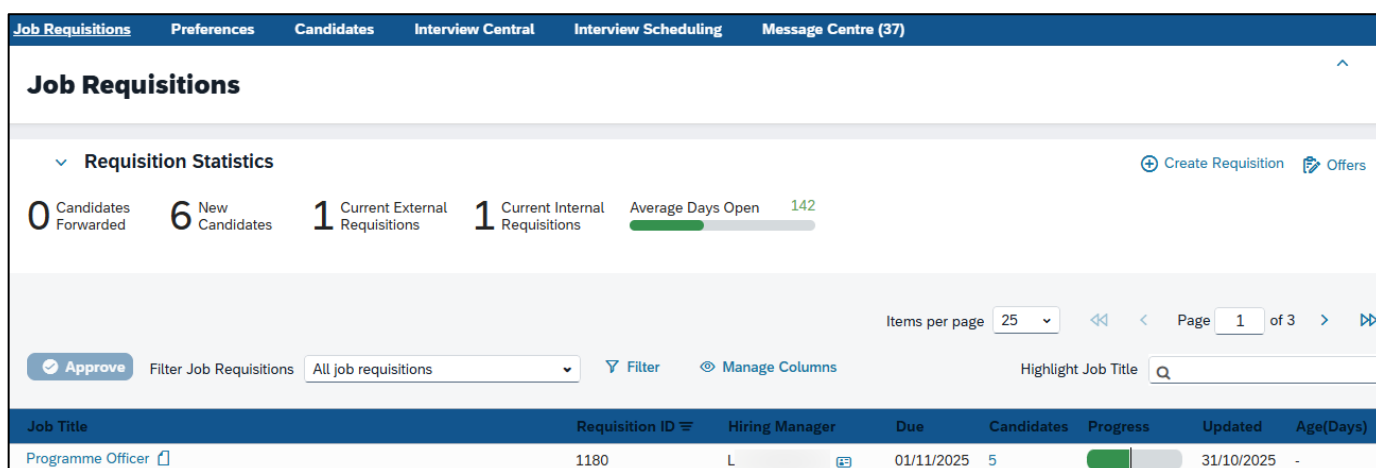 Job Requisitions Preferences Candidates Interview Central Interview Scheduling Message Centre (37)
Job Requisitions
Requisition Statistics
Create Requisition Offers
0 Candidates Forwarded 6 New Candidates 1 Current External Requisitions 1 Current Internal Requisitions Average Days Open 142
Items per page 25 Page 1 of 3
Approve Filter Job Requisitions All job requisitions Filter Manage Columns Highlight Job Title
Job Title Requisition ID Hiring Manager Due Candidates Progress Updated Age(Days)
Programme Officer 1180 L 01/11/2025 5 31/10/2025 -